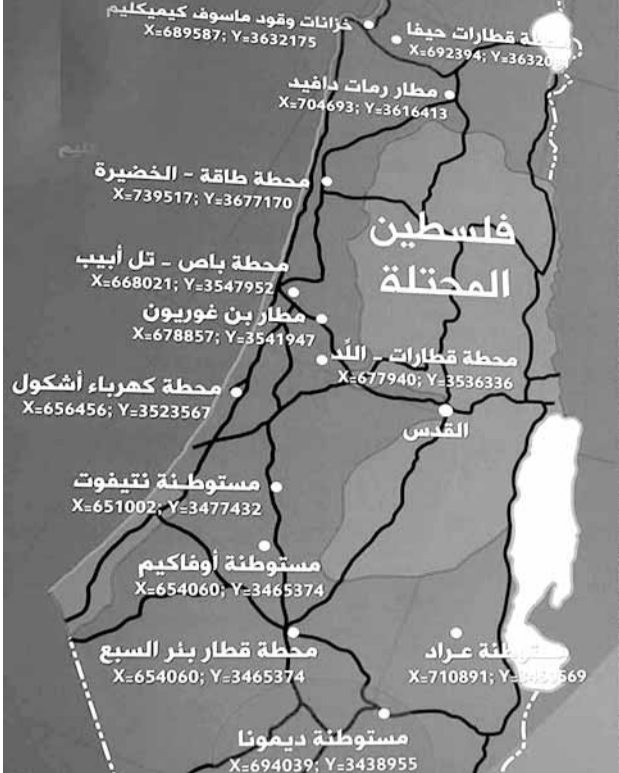 خزانات وقود ماسوف كيميكليم
X=689587; Y=3632175
محطة قطارات حيفا
X=692394; Y=36320
مطار رمات دافيد
X=704693; Y=3616413
محطة طاقة - الخضيرة
X=739517; Y=3677170
فلسطين
المحتلة
محطة باص - تل أبيب
X=668021; Y=3547952
مطار بن غوريون
X=678857; Y=3541947
محطة قطارات - اللّد
X=677940; Y=3536336
محطة كهرباء أشكول
X=656456; Y=3523567
القدس
مستوطنة نتيفوت
X=651002; Y=3477432
مستوطنة أوفاكيم
X=654060; Y=3465374
محطة قطار بئر السبع
X=654060; Y=3465374
مستوطنة عراد
X=710891;
مستوطنة ديمونا
X=694039; Y=3438955